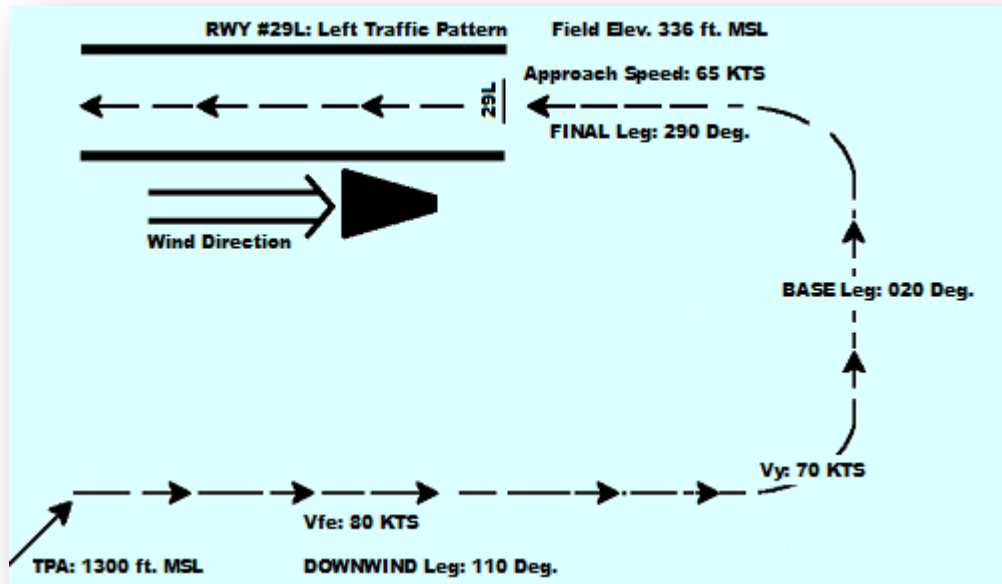 RWY #29L: Left Traffic Pattern
Field Elev. 336 ft. MSL
Approach Speed: 65 KTS
29L
FINAL Leg: 290 Deg.
Wind Direction
BASE Leg: 020 Deg.
Vy: 70 KTS
Vfe: 80 KTS
TPA: 1300 ft. MSL
DOWNWIND Leg: 110 Deg.